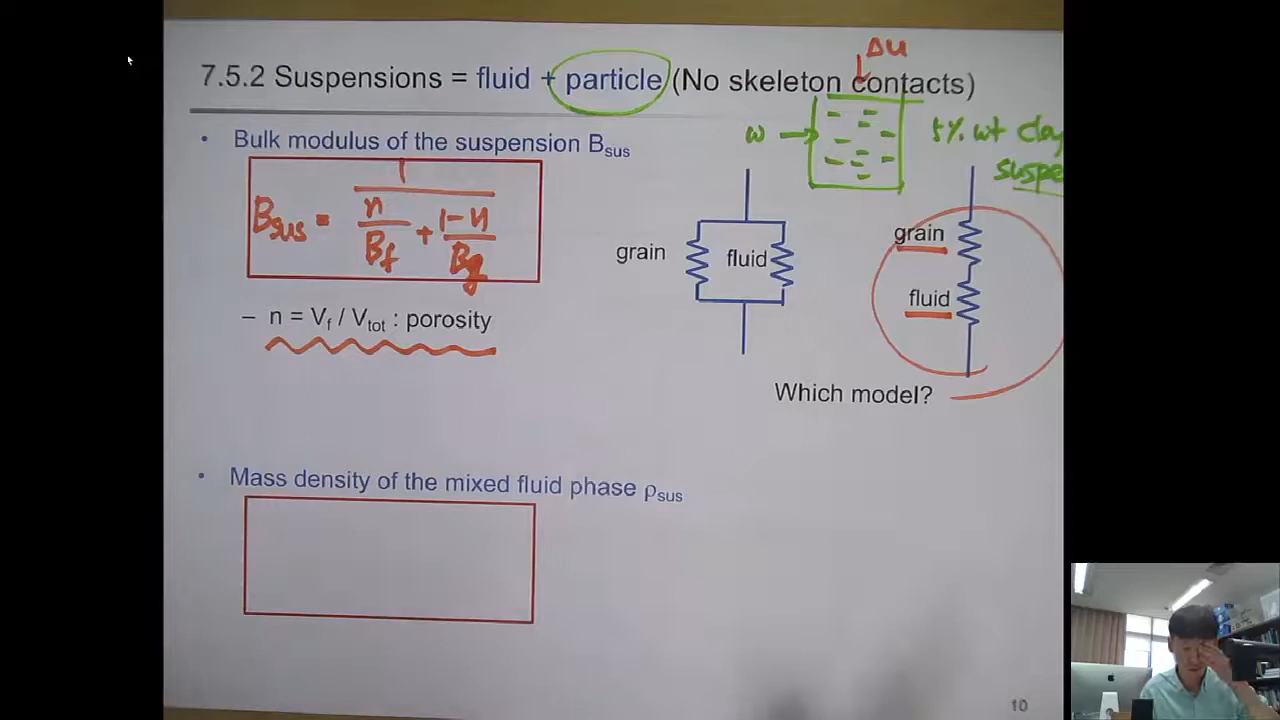 Δu
7.5.2 Suspensions = fluid + particle (No skeleton contacts)
• Bulk modulus of the suspension Bsus
w → 5% wt clay
suspe
Bsus = 1 / (n/Bf + (1-n)/Bg)
grain
fluid
grain
fluid
– n = Vf / Vtot : porosity
Which model?
• Mass density of the mixed fluid phase ρsus
10